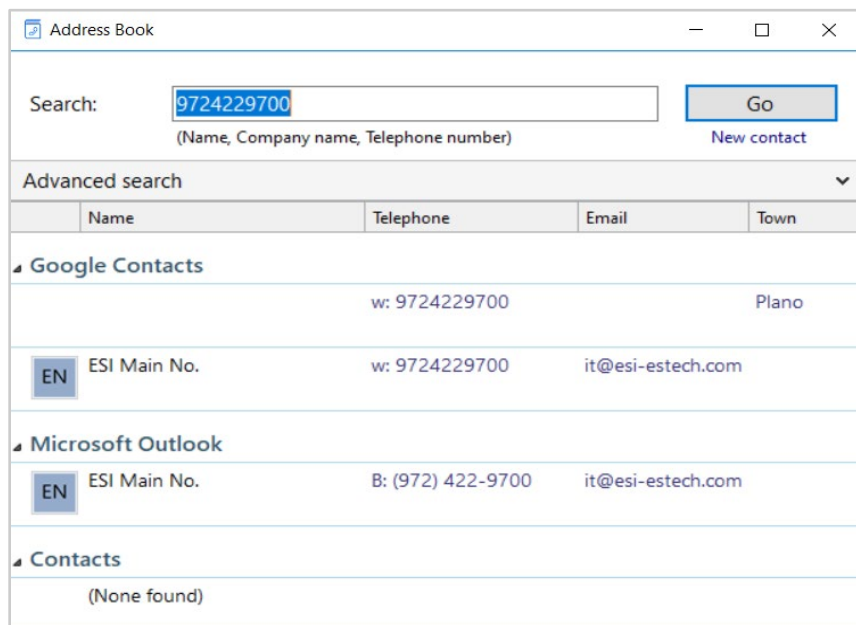 Address Book
Search: 9724229700 Go
(Name, Company name, Telephone number) New contact
Advanced search
Name Telephone Email Town
Google Contacts
w: 9724229700 Plano
EN ESI Main No. w: 9724229700 it@esi-estech.com
Microsoft Outlook
EN ESI Main No. B: (972) 422-9700 it@esi-estech.com
Contacts
(None found)